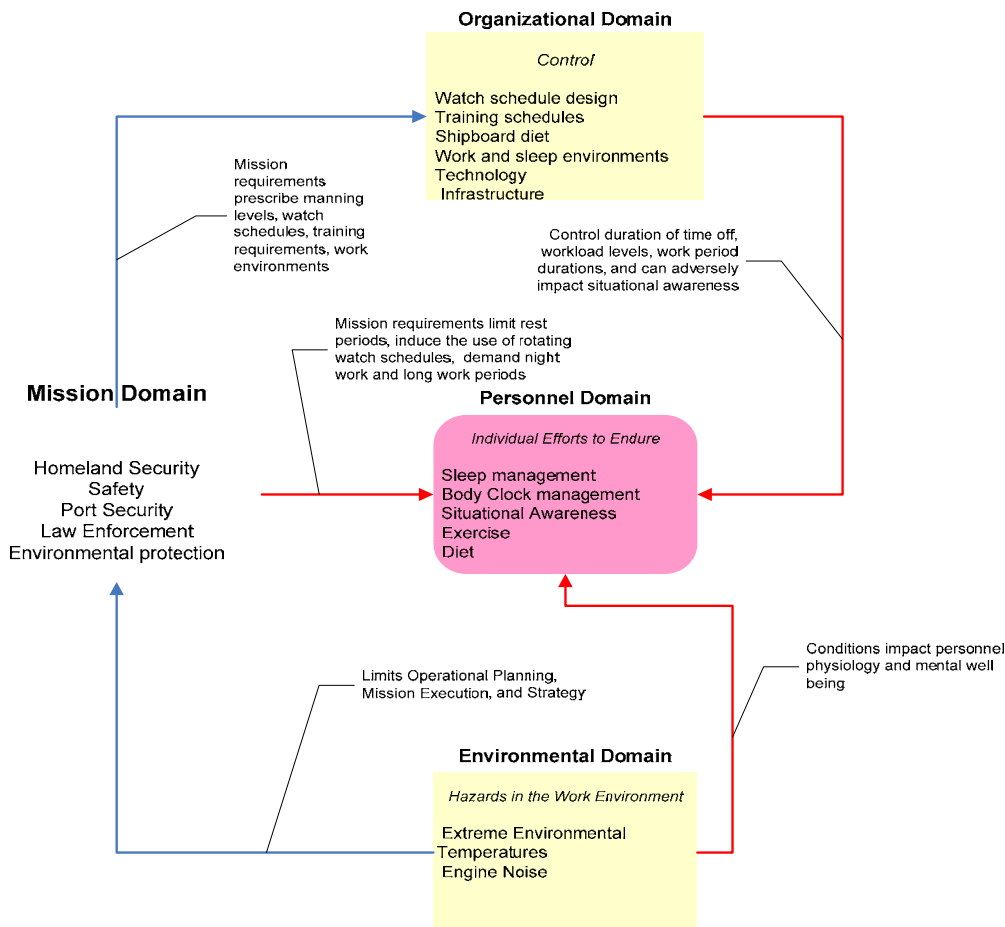 Organizational Domain
Control
Watch schedule design
Training schedules
Shipboard diet
Work and sleep environments
Technology
Infrastructure
Mission
requirements
prescribe manning
levels, watch
schedules, training
requirements, work
environments
Control duration of time off,
workload levels, work period
durations, and can adversely
impact situational awareness
Mission requirements limit rest
periods, induce the use of rotating
watch schedules, demand night
work and long work periods
Mission Domain
Homeland Security
Safety
Port Security
Law Enforcement
Environmental protection
Personnel Domain
Individual Efforts to Endure
Sleep management
Body Clock management
Situational Awareness
Exercise
Diet
Conditions impact personnel
physiology and mental well
being
Limits Operational Planning,
Mission Execution, and Strategy
Environmental Domain
Hazards in the Work Environment
Extreme Environmental
Temperatures
Engine Noise